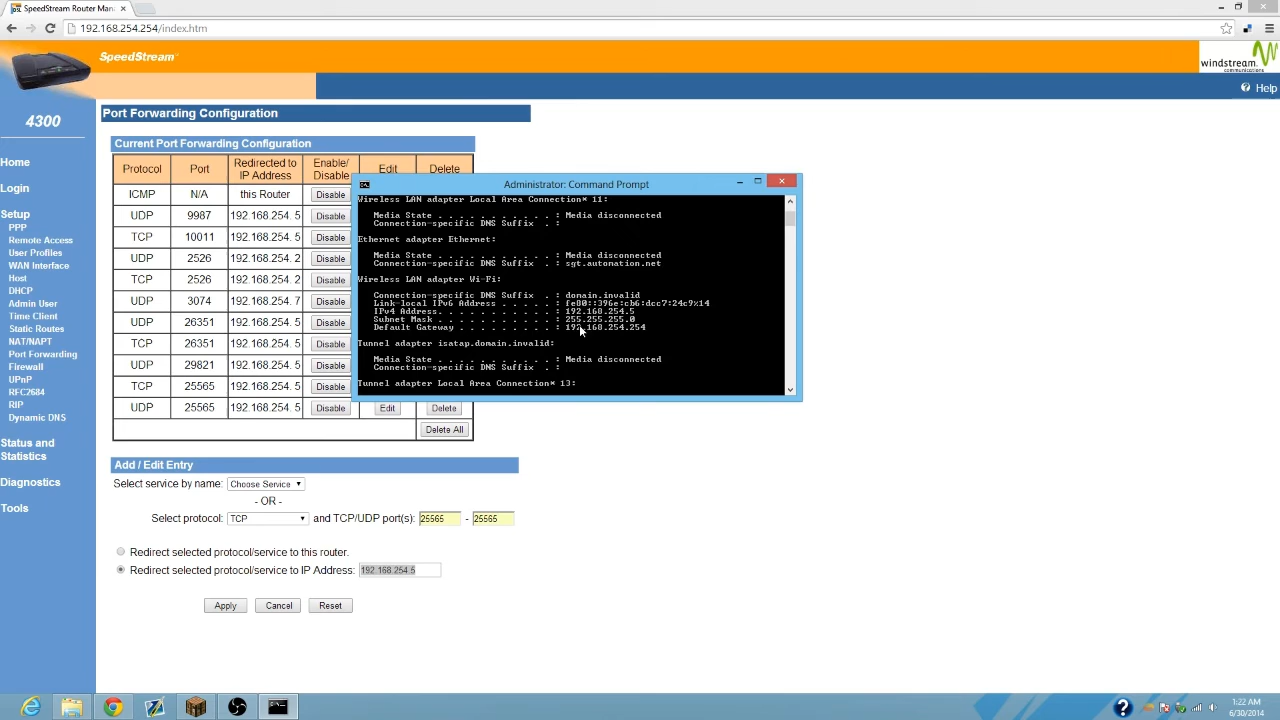 SpeedStream Router Man
192.168.254.254/index.htm
SpeedStream™
windstream.
communications
Help
4300
Home
Login
Setup
PPP
Remote Access
User Profiles
WAN Interface
Host
DHCP
Admin User
Time Client
Static Routes
NAT/NAPT
Port Forwarding
Firewall
UPnP
RFC2684
RIP
Dynamic DNS
Status and
Statistics
Diagnostics
Tools
Port Forwarding Configuration
Current Port Forwarding Configuration
Protocol Port Redirected to IP Address Enable/ Disable Edit Delete
ICMP N/A this Router Disable
UDP 9987 192.168.254. 5 Disable
TCP 10011 192.168.254. 5 Disable
UDP 2526 192.168.254. 2 Disable
TCP 2526 192.168.254. 2 Disable
UDP 3074 192.168.254. 7 Disable
UDP 26351 192.168.254. 5 Disable
TCP 26351 192.168.254. 5 Disable
UDP 29821 192.168.254. 5 Disable
TCP 25565 192.168.254. 5 Disable
UDP 25565 192.168.254. 5 Disable Edit Delete
Delete All
Administrator: Command Prompt
Wireless LAN adapter Local Area Connection* 11:
Media State . . . . . . . . . . . : Media disconnected
Connection-specific DNS Suffix . :
Ethernet adapter Ethernet:
Media State . . . . . . . . . . . : Media disconnected
Connection-specific DNS Suffix . : sgt.automation.net
Wireless LAN adapter Wi-Fi:
Connection-specific DNS Suffix . : domain.invalid
Link-local IPv6 Address . . . . . : fe80::396e:cb6:dcc7:24c9%14
IPv4 Address. . . . . . . . . . . : 192.168.254.5
Subnet Mask . . . . . . . . . . . : 255.255.255.0
Default Gateway . . . . . . . . . : 192.168.254.254
Tunnel adapter isatap.domain.invalid:
Media State . . . . . . . . . . . : Media disconnected
Connection-specific DNS Suffix . :
Tunnel adapter Local Area Connection* 13:
Add / Edit Entry
Select service by name: Choose Service
- OR -
Select protocol: TCP and TCP/UDP port(s): 25565 - 25565
Redirect selected protocol/service to this router.
Redirect selected protocol/service to IP Address: 192.168.254.5
Apply Cancel Reset
1:22 AM
6/30/2014